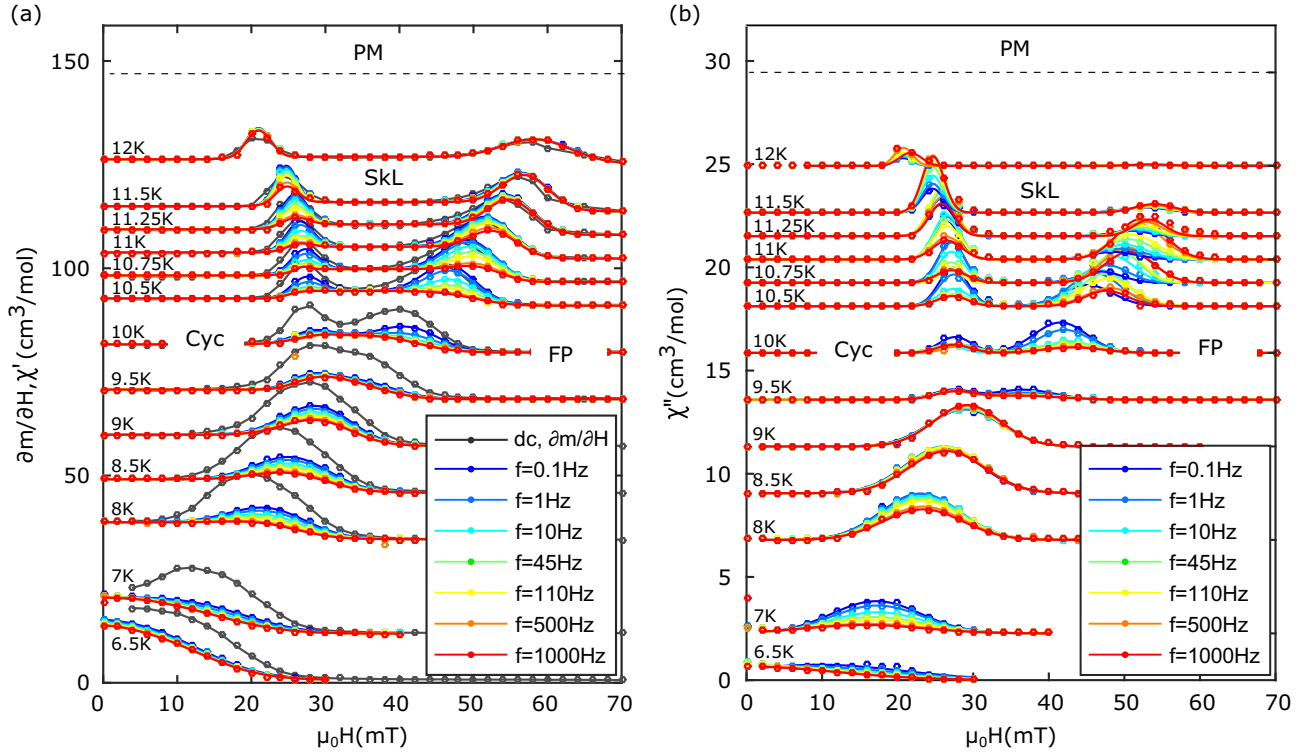 (a)
150
100
50
0
∂m/∂H, χ' (cm³/mol)
PM
12K
11.5K
SkL
11.25K
11K
10.75K
10.5K
10K
Cyc
FP
9.5K
9K
8.5K
8K
7K
6.5K
dc, ∂m/∂H
f=0.1Hz
f=1Hz
f=10Hz
f=45Hz
f=110Hz
f=500Hz
f=1000Hz
0 10 20 30 40 50 60 70
μ₀H(mT)
(b)
30
25
20
15
10
5
0
χ''(cm³/mol)
PM
12K
11.5K
SkL
11.25K
11K
10.75K
10.5K
10K
Cyc
FP
9.5K
9K
8.5K
8K
7K
6.5K
f=0.1Hz
f=1Hz
f=10Hz
f=45Hz
f=110Hz
f=500Hz
f=1000Hz
0 10 20 30 40 50 60 70
μ₀H(mT)